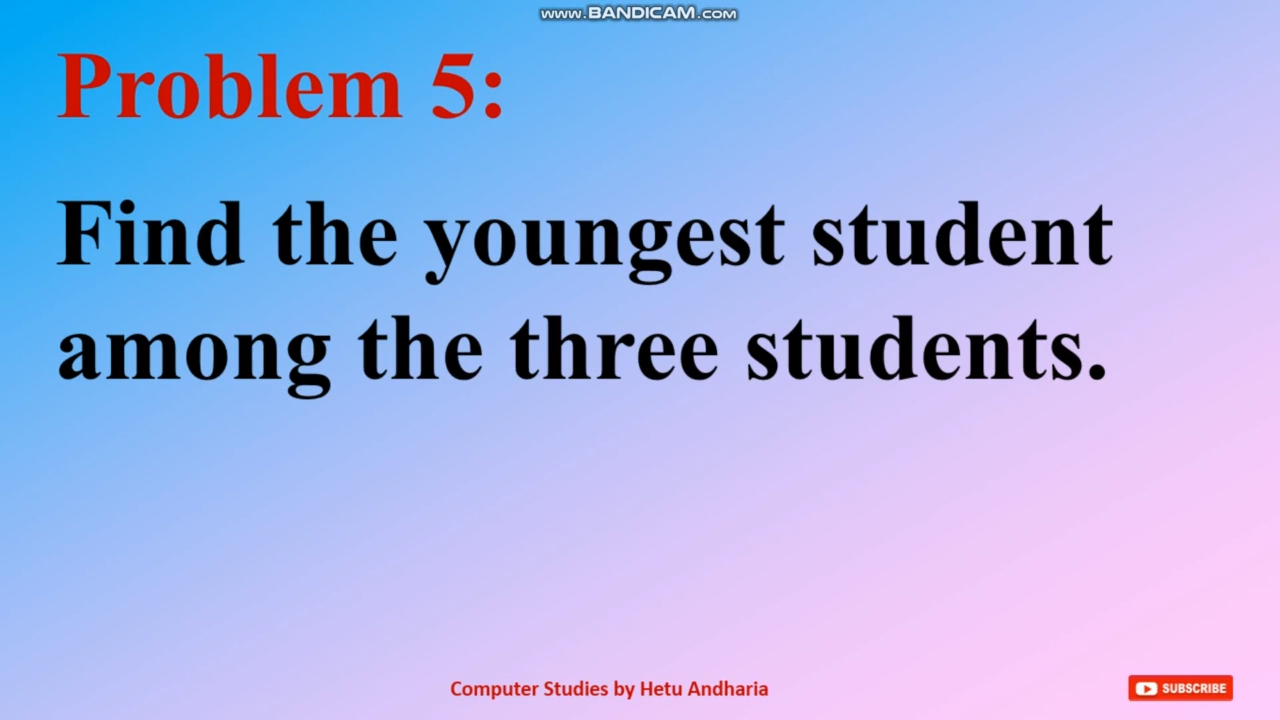 www.BANDICAM.com
Problem 5:
Find the youngest student
among the three students.
Computer Studies by Hetu Andharia
SUBSCRIBE